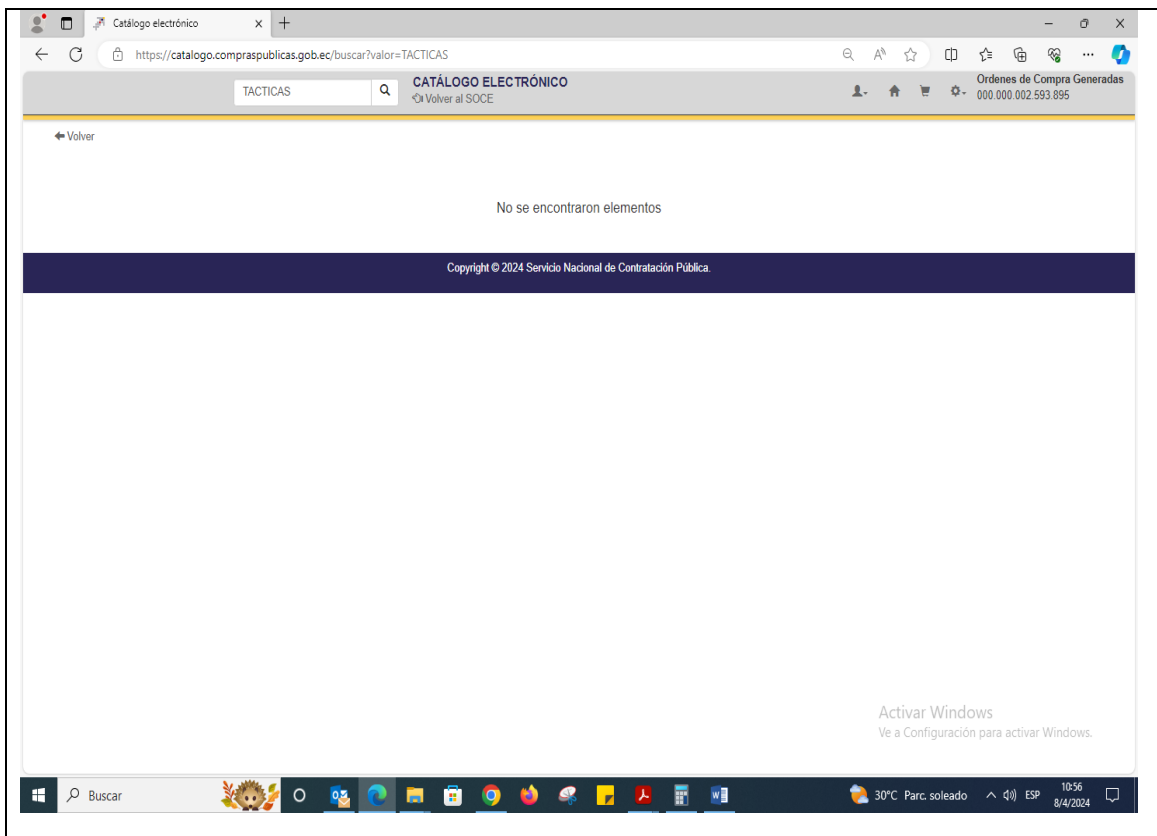 Catálogo electrónico
https://catalogo.compraspublicas.gob.ec/buscar?valor=TACTICAS
TACTICAS
CATÁLOGO ELECTRÓNICO
Volver al SOCE
Ordenes de Compra Generadas
000.000.002.593.895
Volver
No se encontraron elementos
Copyright © 2024 Servicio Nacional de Contratación Pública.
Activar Windows
Ve a Configuración para activar Windows.
Buscar
30°C Parc. soleado
ESP
10:56
8/4/2024